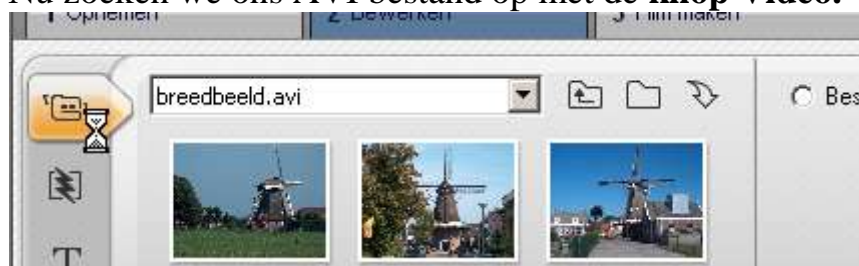 Nu zoeken we ons AVI bestand op met de knop Video.
1 Opnemen 2 Bewerken 3 Film maken
breedbeeld.avi Bes
T